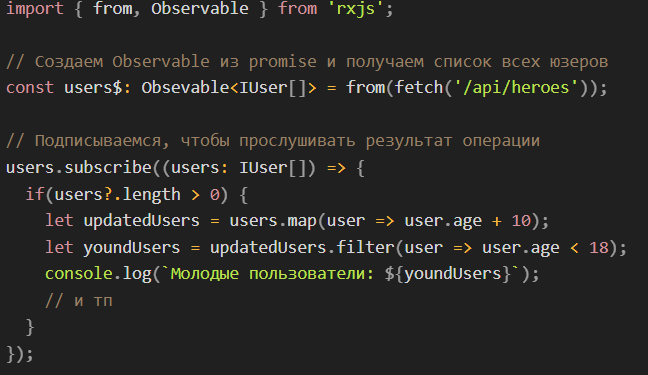 import { from, Observable } from 'rxjs';
// Создаем Observable из promise и получаем список всех юзеров
const users$: Obsevable<IUser[]> = from(fetch('/api/heroes'));
// Подписываемся, чтобы прослушивать результат операции
users.subscribe((users: IUser[]) => {
if(users?.length > 0) {
let updatedUsers = users.map(user => user.age + 10);
let youndUsers = updatedUsers.filter(user => user.age < 18);
console.log(`Молодые пользователи: ${youndUsers}`);
// и тп
}
});